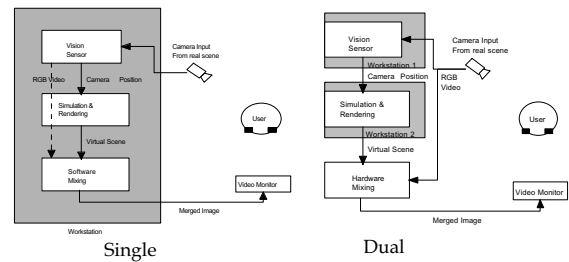 Vision
Sensor
Camera Input
From real scene
RGB Video
Camera Position
Simulation &
Rendering
User
Virtual Scene
Software
Mixing
Video Monitor
Merged Image
Workstation
Single
Vision
Sensor
Camera Input
From real scene
Workstation 1
Camera Position
RGB
Video
Simulation &
Rendering
User
Workstation 2
Virtual Scene
Hardware
Mixing
Video Monitor
Merged Image
Dual